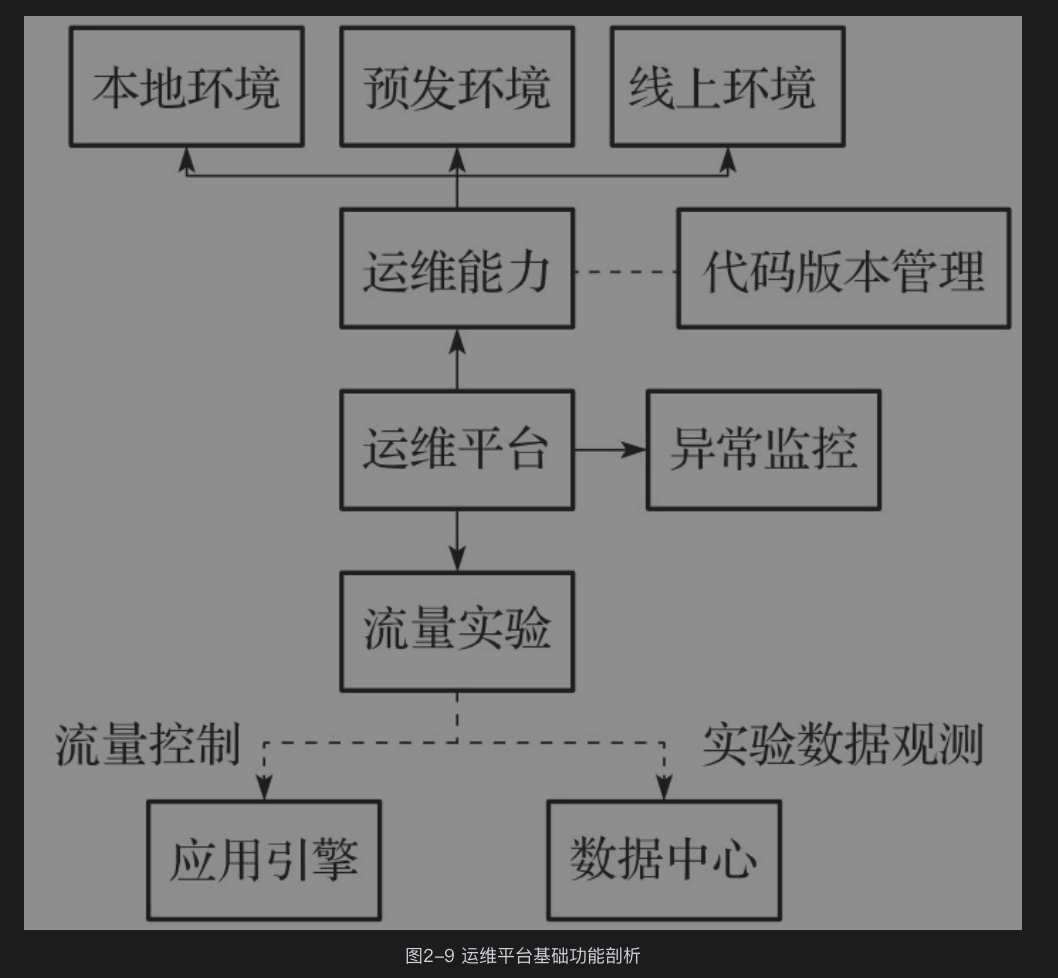 本地环境
预发环境
线上环境
运维能力
代码版本管理
运维平台
异常监控
流量实验
流量控制
实验数据观测
应用引擎
数据中心
图2-9 运维平台基础功能剖析